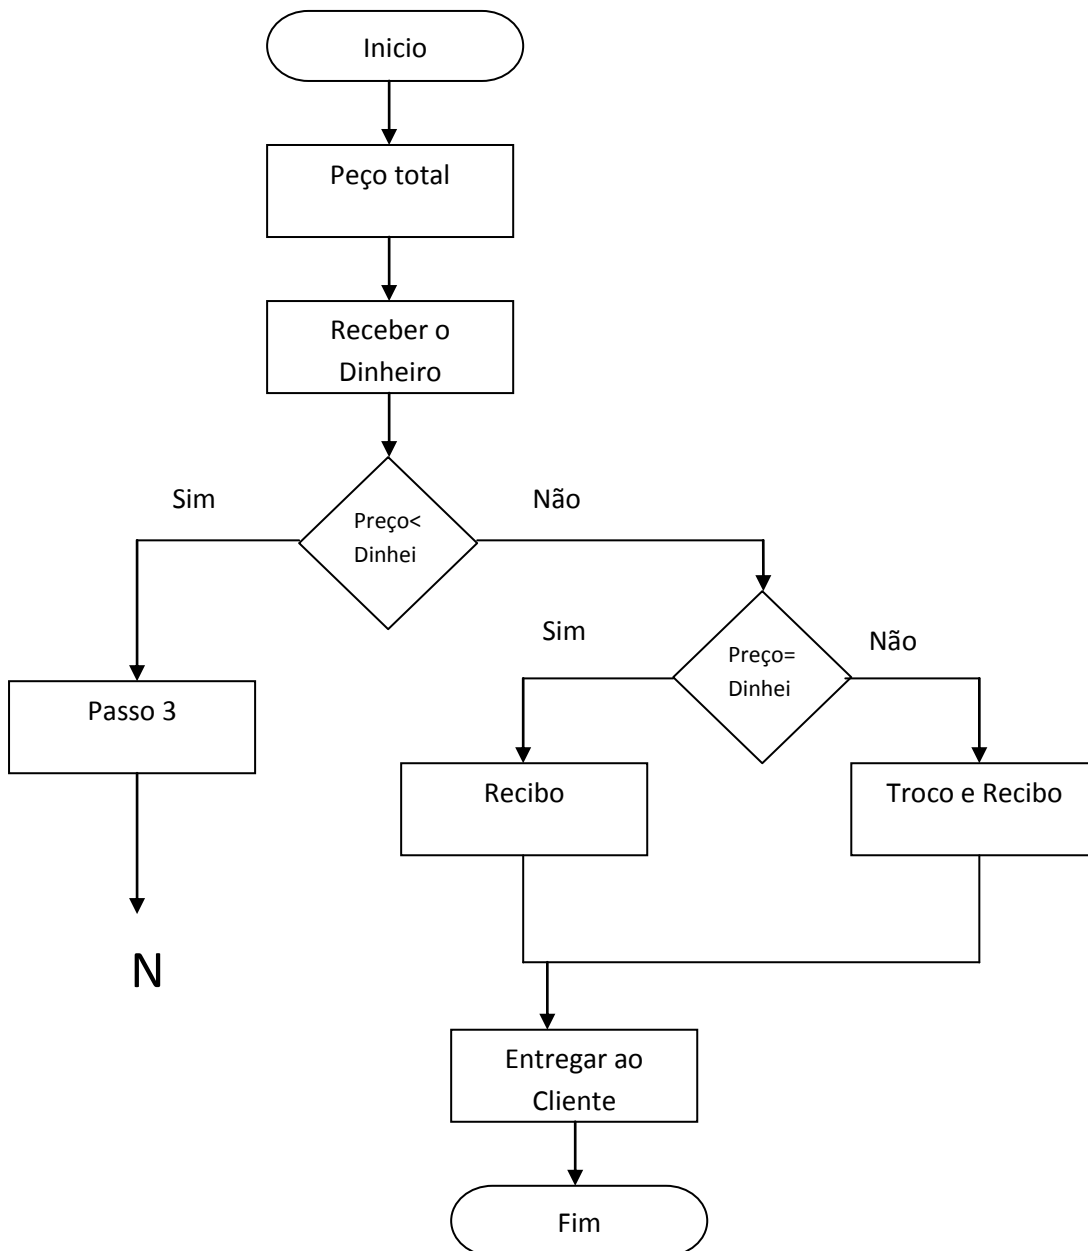 Inicio
Peço total
Receber o
Dinheiro
Sim
Não
Preço<
Dinhei
Sim
Não
Preço=
Dinhei
Passo 3
Recibo
Troco e Recibo
N
Entregar ao
Cliente
Fim